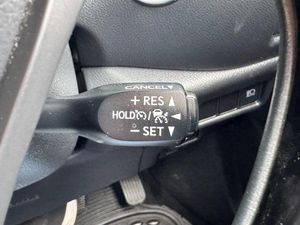 CANCEL
+ RES
HOLD /
− SET